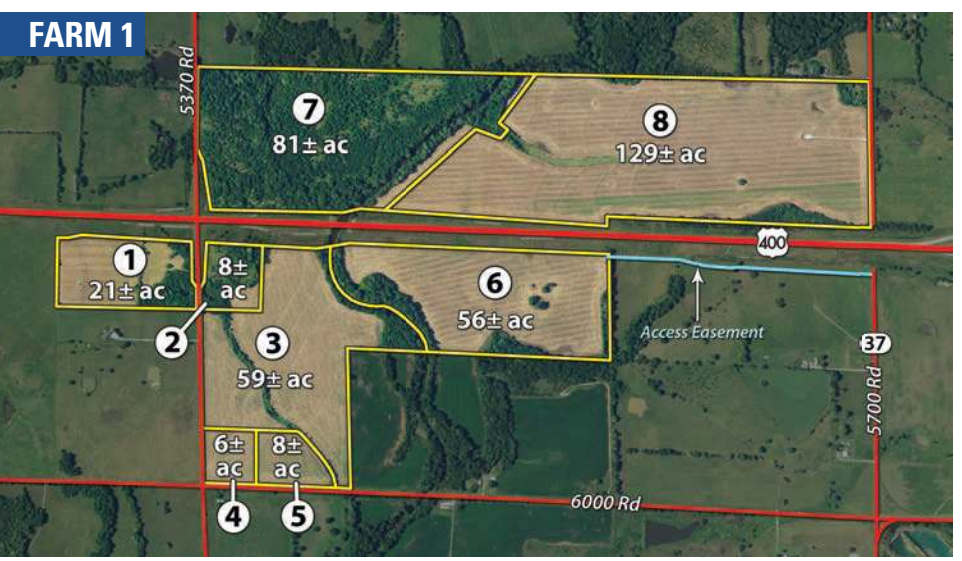 FARM 1
5370 Rd
7
81± ac
8
129± ac
400
1
21± ac
8±
ac
2
3
59± ac
6
56± ac
Access Easement
37
5700 Rd
6±
ac
8±
ac
4
5
6000 Rd